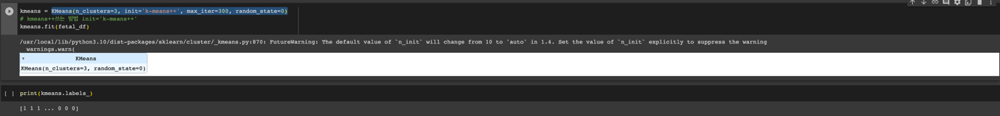 kmeans = KMeans(n_clusters=3, init='k-means++', max_iter=300, random_state=0)
# kmeans++쓰는 방법 init='k-means++'
kmeans.fit(fetal_df)
/usr/local/lib/python3.10/dist-packages/sklearn/cluster/_kmeans.py:870: FutureWarning: The default value of `n_init` will change from 10 to 'auto' in 1.4. Set the value of `n_init` explicitly to suppress the warning
  warnings.warn(
KMeans
KMeans(n_clusters=3, random_state=0)
[ ] print(kmeans.labels_)
[1 1 1 ... 0 0 0]